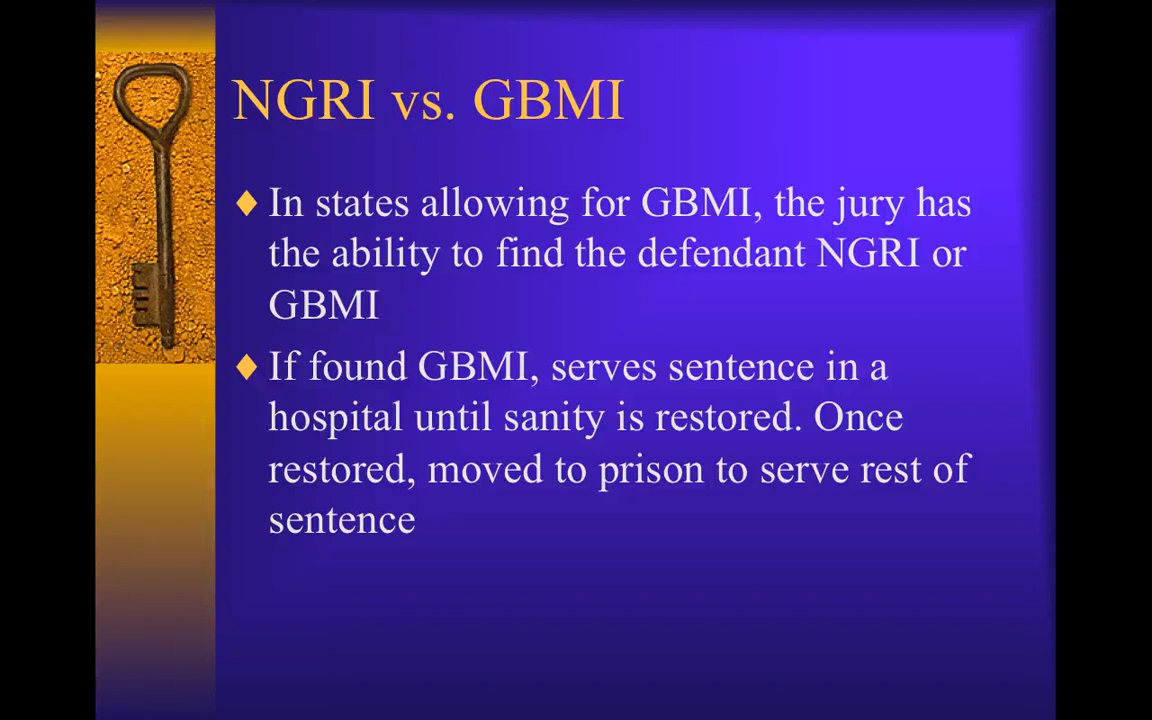 NGRI vs. GBMI
In states allowing for GBMI, the jury has
the ability to find the defendant NGRI or
GBMI
If found GBMI, serves sentence in a
hospital until sanity is restored. Once
restored, moved to prison to serve rest of
sentence